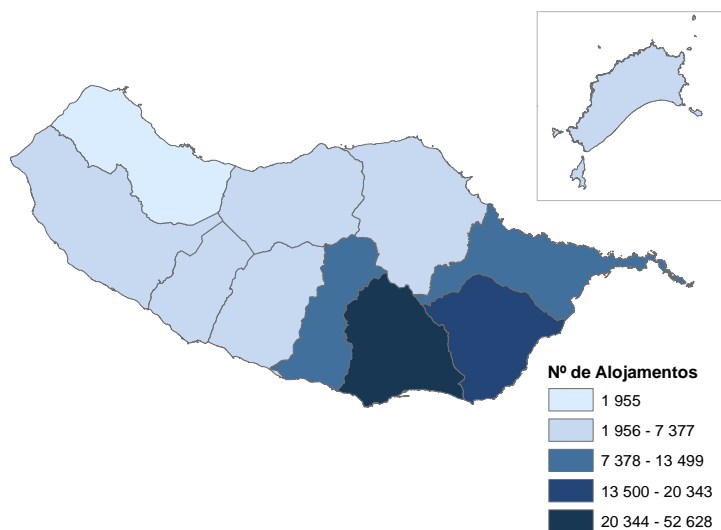 Nº de Alojamentos
1 955
1 956 - 7 377
7 378 - 13 499
13 500 - 20 343
20 344 - 52 628